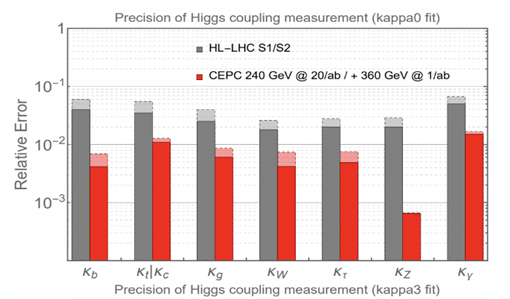 Precision of Higgs coupling measurement (kappa0 fit)
1
HL-LHC S1/S2
10⁻¹
CEPC 240 GeV @ 20/ab / + 360 GeV @ 1/ab
Relative Error
10⁻²
10⁻³
κb κt|κc κg κW κτ κZ κγ
Precision of Higgs coupling measurement (kappa3 fit)